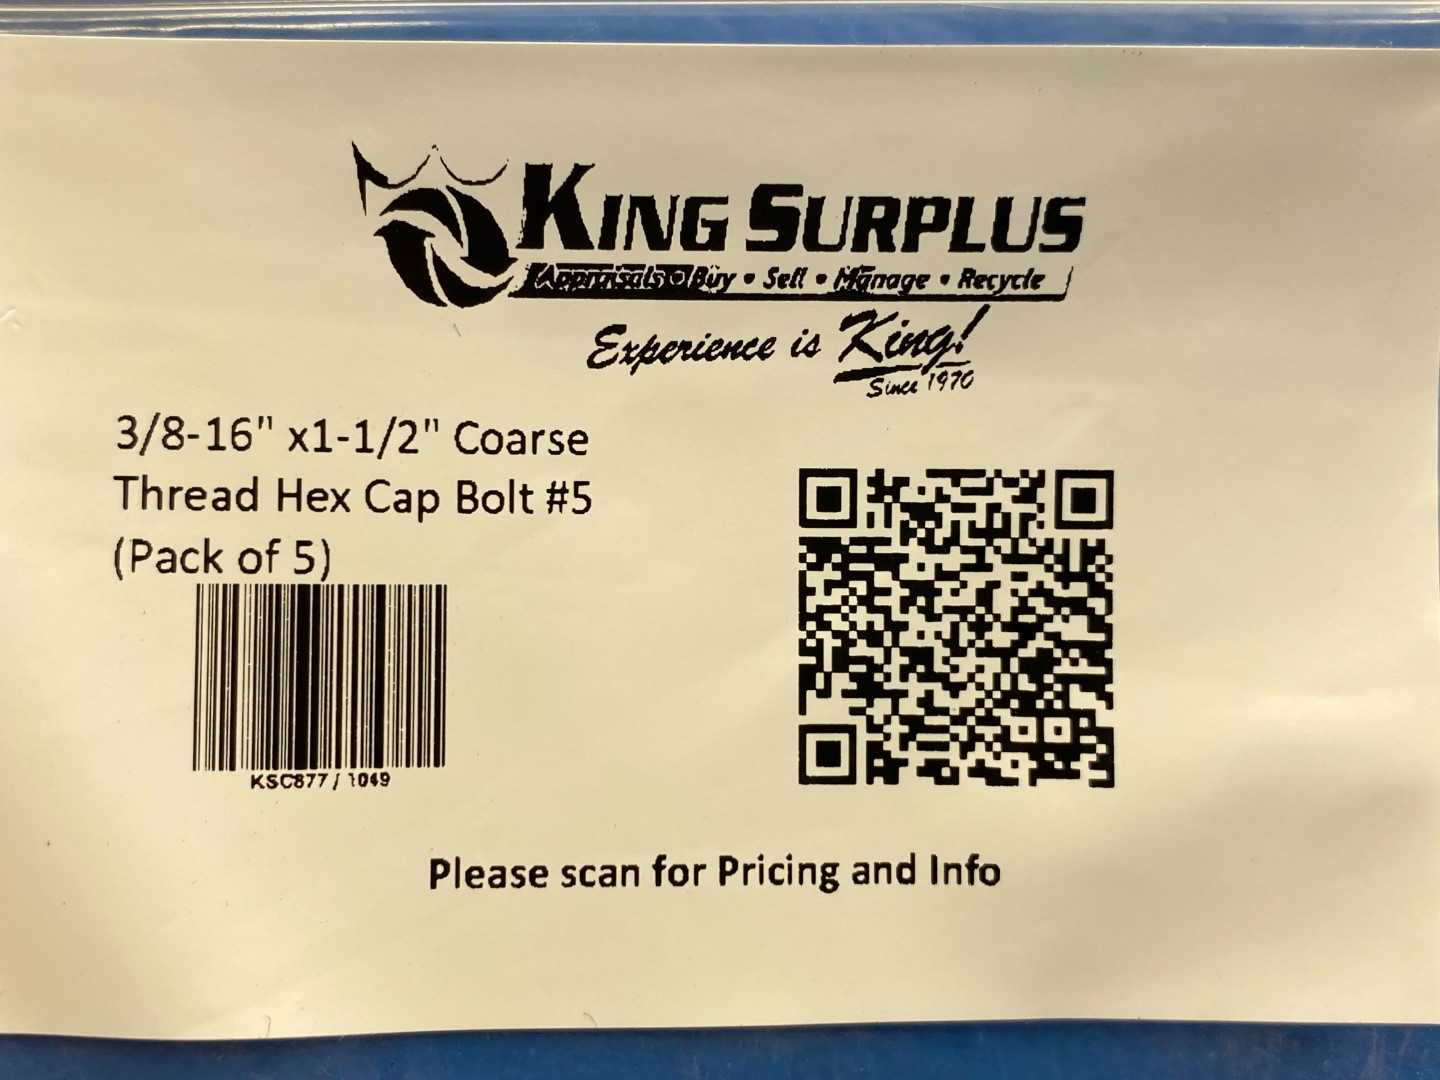 KING SURPLUS
Appraisals • Buy • Sell • Manage • Recycle
Experience is King!
Since 1970
3/8-16" x1-1/2" Coarse
Thread Hex Cap Bolt #5
(Pack of 5)
KSC877 / 1049
Please scan for Pricing and Info